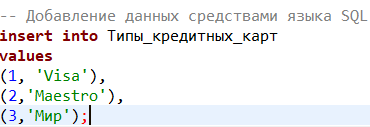 -- Добавление данных средствами языка SQL
insert into Типы_кредитных_карт
values
(1, 'Visa'),
(2,'Maestro'),
(3,'Мир');